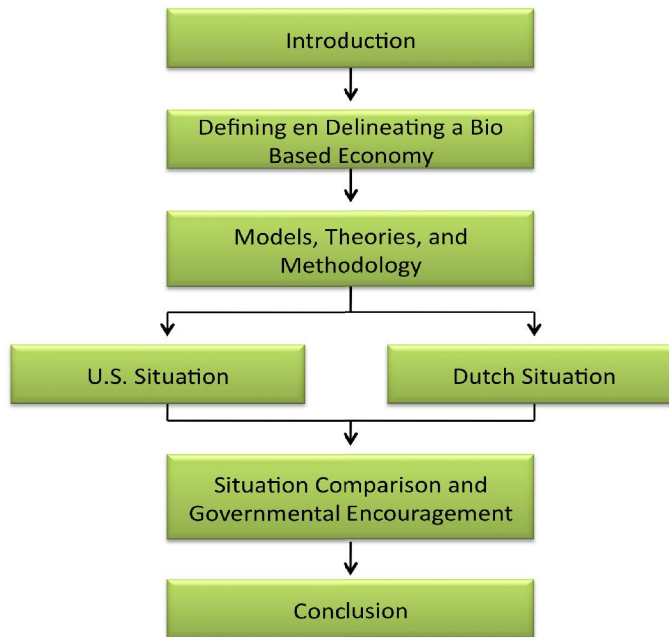 Introduction
Defining en Delineating a Bio
Based Economy
Models, Theories, and
Methodology
U.S. Situation
Dutch Situation
Situation Comparison and
Governmental Encouragement
Conclusion